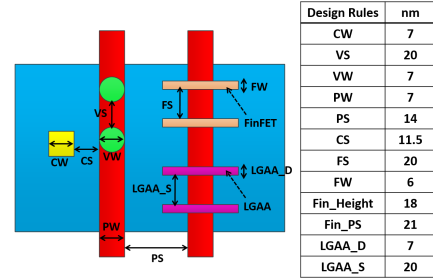 FW
FS
FinFET
VS
VW
CW
CS
LGAA_D
LGAA_S
LGAA
PW
PS
Design Rules nm
CW 7
VS 20
VW 7
PW 7
PS 14
CS 11.5
FS 20
FW 6
Fin_Height 18
Fin_PS 21
LGAA_D 7
LGAA_S 20